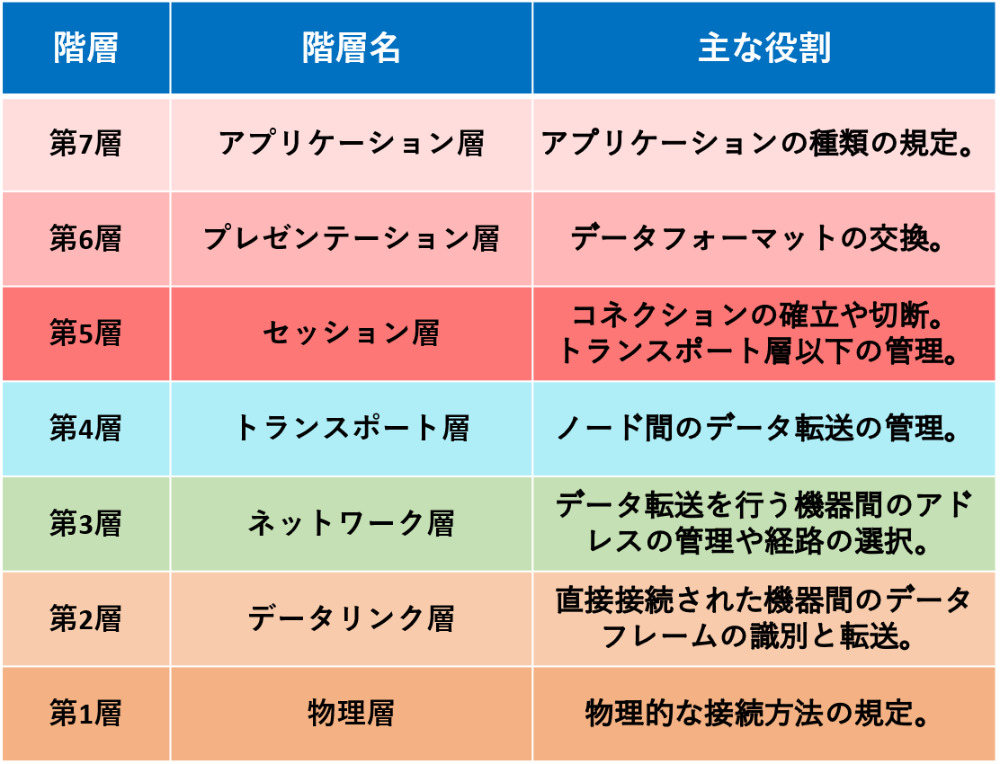 階層 階層名 主な役割
第7層 アプリケーション層 アプリケーションの種類の規定。
第6層 プレゼンテーション層 データフォーマットの交換。
第5層 セッション層 コネクションの確立や切断。
トランスポート層以下の管理。
第4層 トランスポート層 ノード間のデータ転送の管理。
第3層 ネットワーク層 データ転送を行う機器間のアド
レスの管理や経路の選択。
第2層 データリンク層 直接接続された機器間のデータ
フレームの識別と転送。
第1層 物理層 物理的な接続方法の規定。